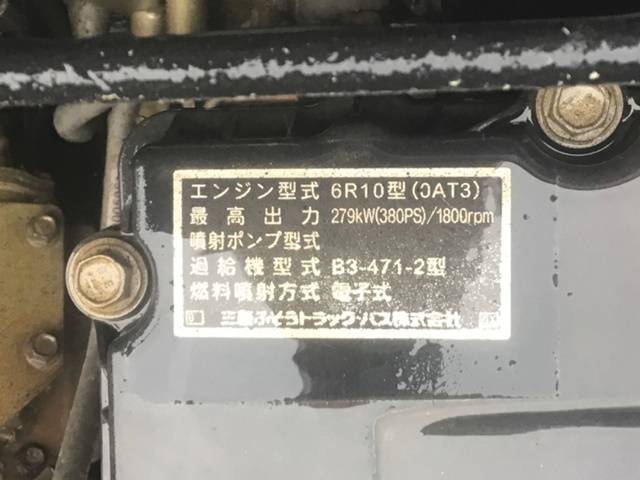 エンジン型式 6R10型(0AT3)
最高出力 279kW(380PS)/1800rpm
噴射ポンプ型式
過給機型式 B3-471-2型
燃料噴射方式 電子式
三菱ふそうトラック・バス株式会社